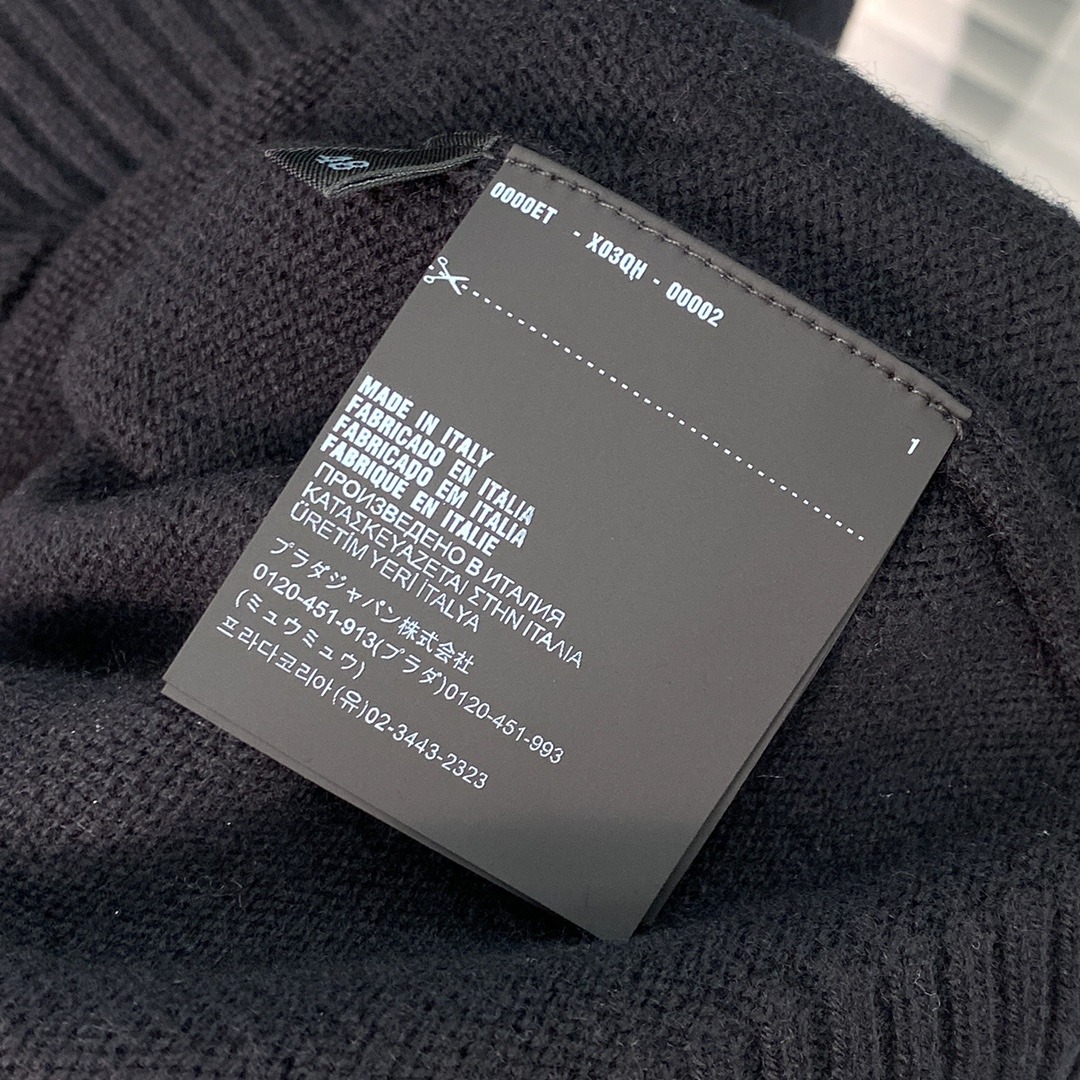 48
0000ET - X03QH - 00002
1
MADE IN ITALY
FABRICADO EN ITALIA
FABRICADO EM ITALIA
FABRIQUE EN ITALIE
ПРОИЗВЕДЕНО В ИТАЛИЯ
ΚΑΤΑΣΚΕΥΑΖΕΤΑΙ ΣΤΗΝ ΙΤΑΛΙΑ
ÜRETİM YERİ İTALYA
プラダジャパン株式会社
0120-451-913(プラダ)0120-451-993
(ミュウミュウ)
프라다코리아(유)02-3443-2323